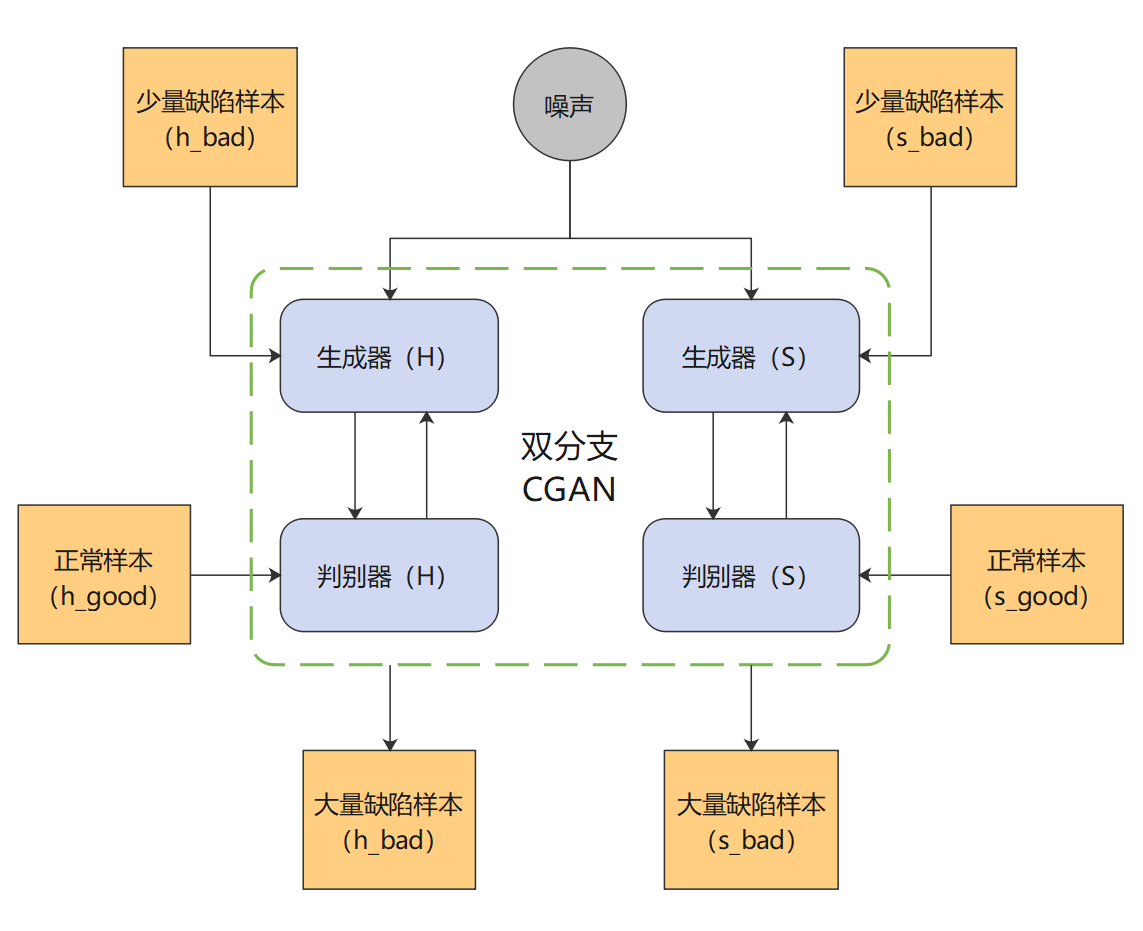 少量缺陷样本
（h_bad）
噪声
少量缺陷样本
（s_bad）
生成器（H）
生成器（S）
双分支
CGAN
正常样本
（h_good）
判别器（H）
判别器（S）
正常样本
（s_good）
大量缺陷样本
（h_bad）
大量缺陷样本
（s_bad）